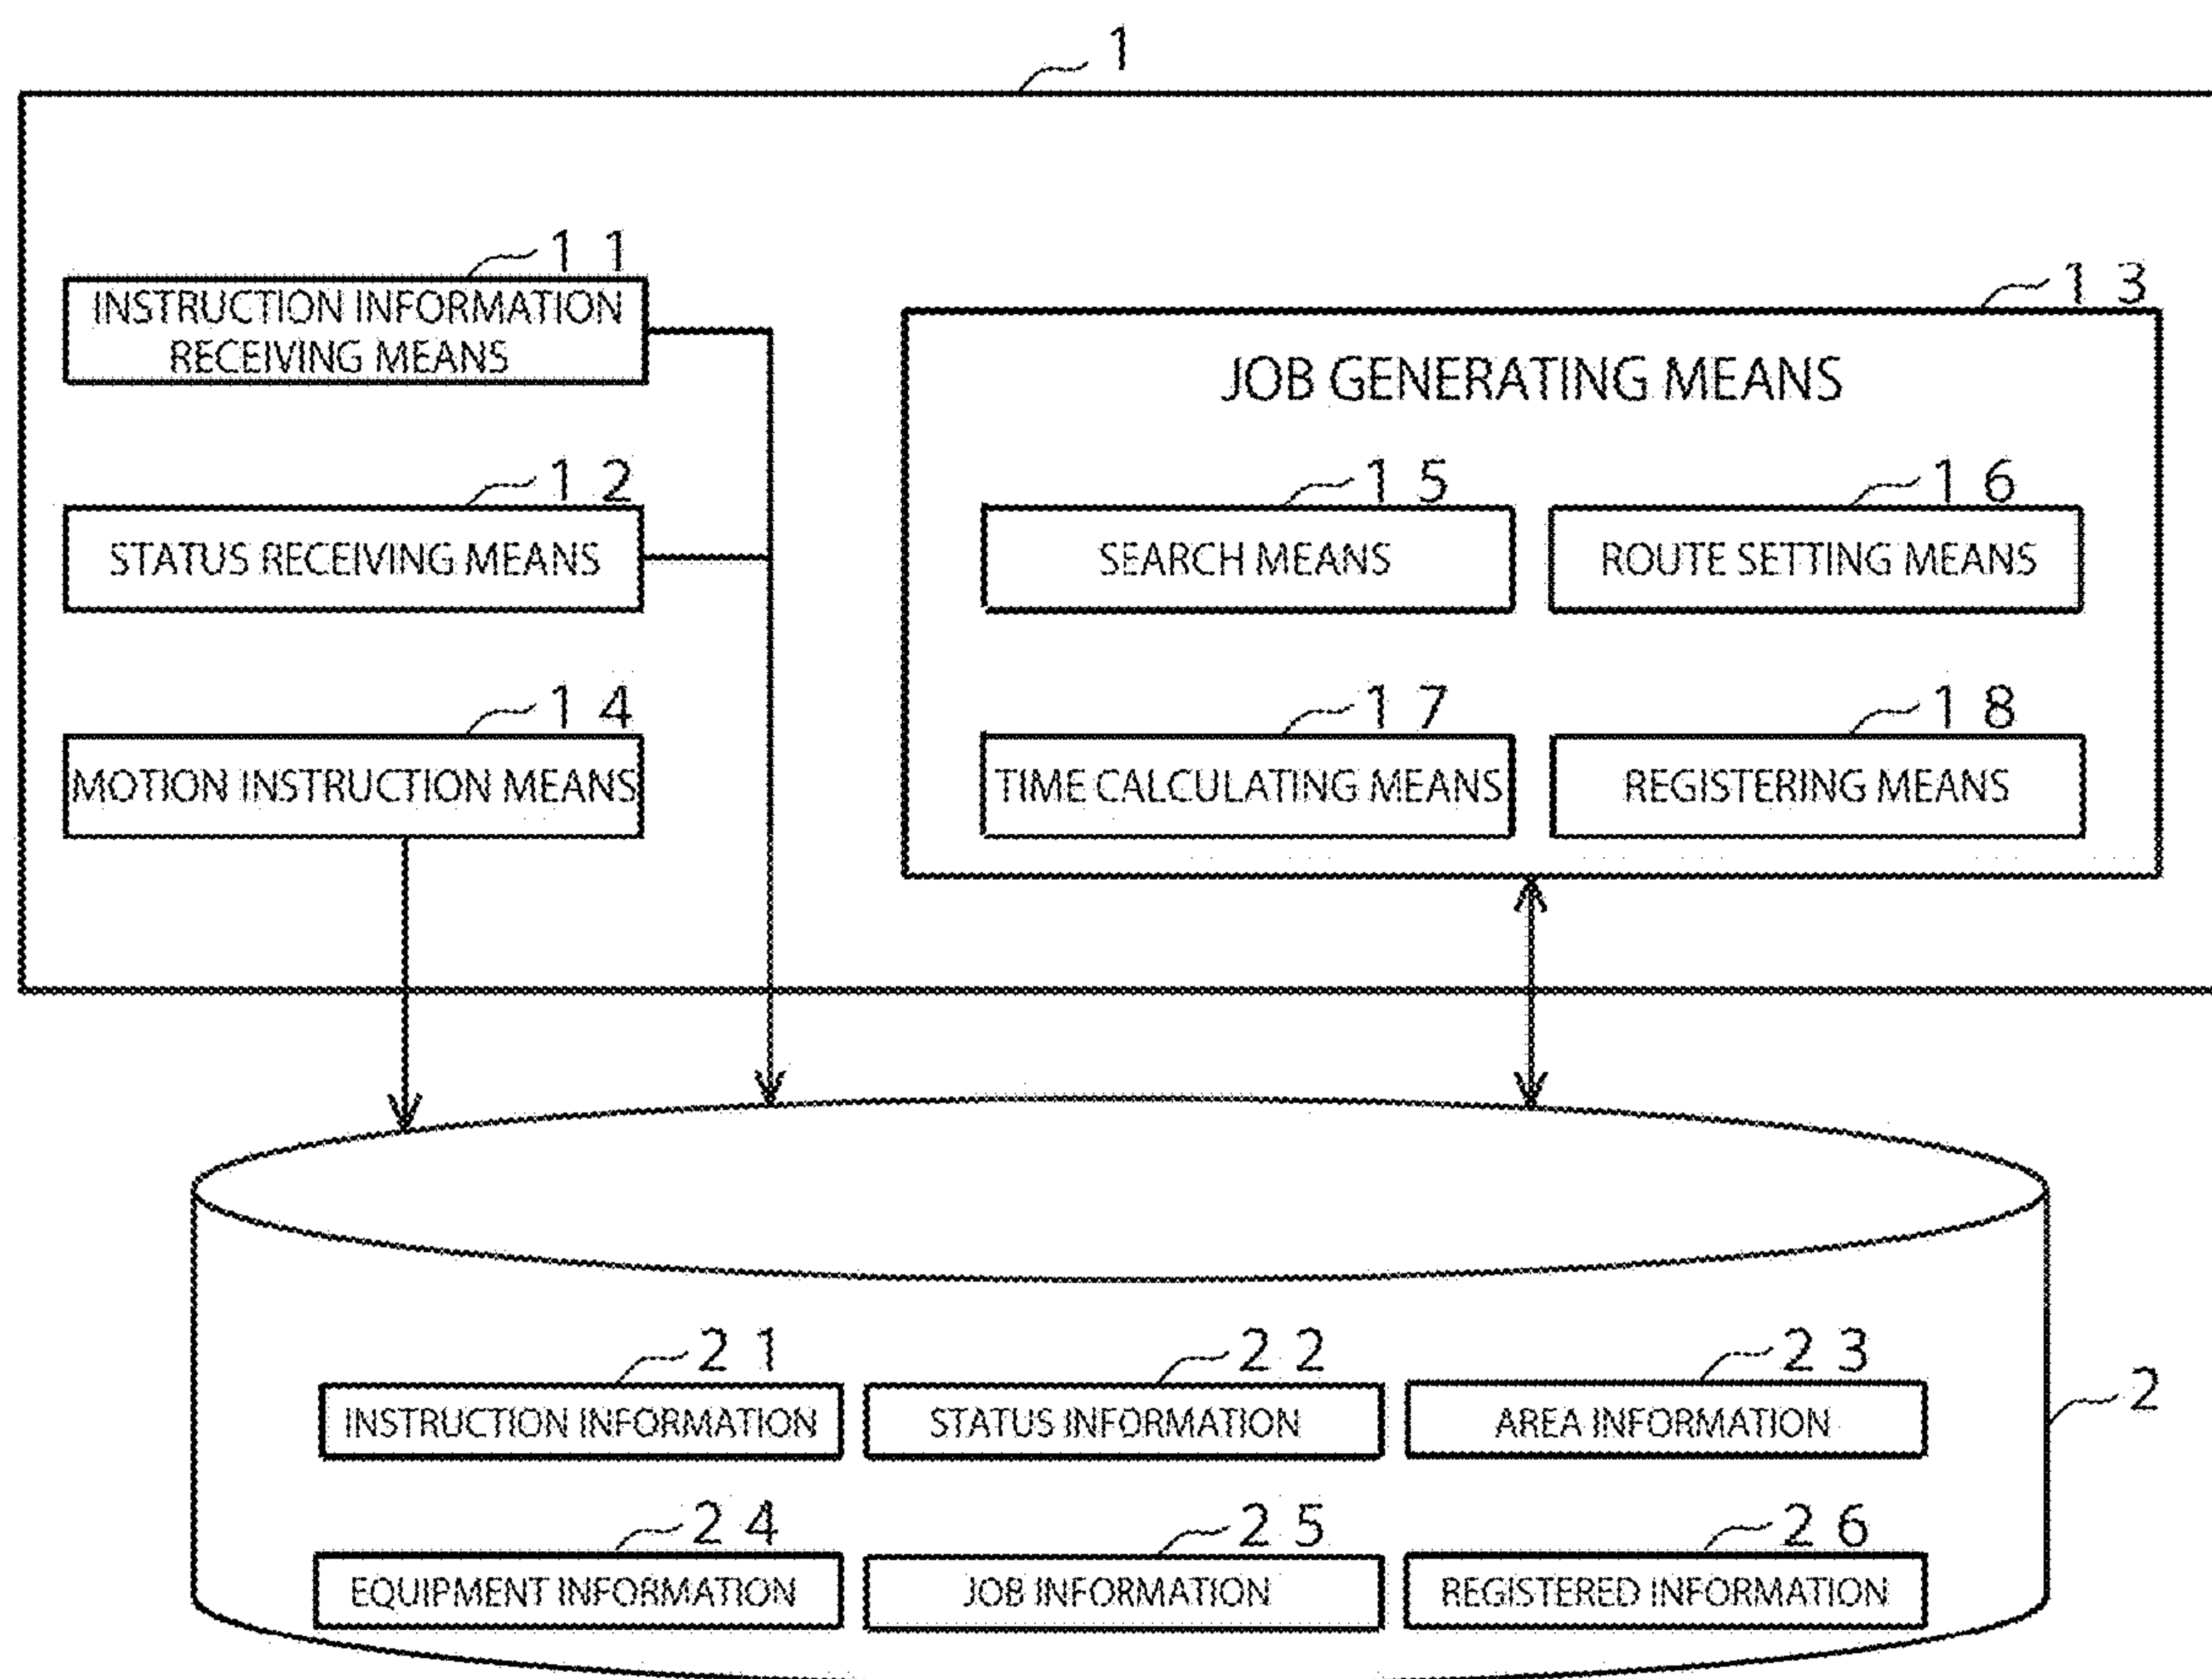 1
11
INSTRUCTION INFORMATION
RECEIVING MEANS
13
JOB GENERATING MEANS
12
STATUS RECEIVING MEANS
15
SEARCH MEANS
16
ROUTE SETTING MEANS
14
MOTION INSTRUCTION MEANS
17
TIME CALCULATING MEANS
18
REGISTERING MEANS
21
INSTRUCTION INFORMATION
22
STATUS INFORMATION
23
AREA INFORMATION
2
24
EQUIPMENT INFORMATION
25
JOB INFORMATION
26
REGISTERED INFORMATION